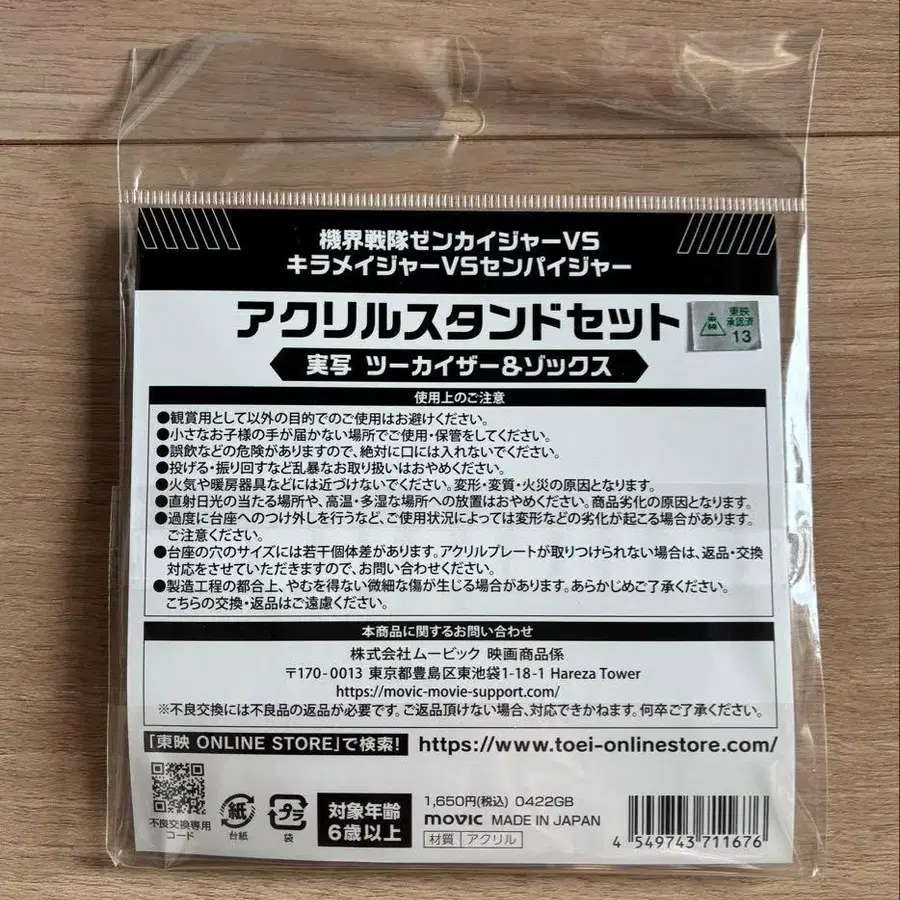 機界戦隊ゼンカイジャーVS
キラメイジャーVSセンパイジャー
アクリルスタンドセット
東映
東映
承認済
13
実写 ツーカイザー&ゾックス
使用上のご注意
●観賞用として以外の目的でのご使用はお避けください。
●小さなお子様の手が届かない場所でご使用・保管をしてください。
●誤飲などの危険がありますので、絶対に口には入れないでください。
●投げる・振り回すなど乱暴なお取り扱いはおやめください。
●火気や暖房器具などには近づけないでください。変形・変質・火災の原因となります。
●直射日光の当たる場所や、高温・多湿な場所への放置はおやめください。商品劣化の原因となります。
●過度に台座へのつけ外しを行うなど、ご使用状況によっては変形などの劣化が起こる場合があります。
ご注意ください。
●台座の穴のサイズには若干個体差があります。アクリルプレートが取りつけられない場合は、返品・交換
対応をさせていただきますので、お問い合わせください。
●製造工程の都合上、やむを得ない微細な傷が生じる場合があります。あらかじめご了承ください。
こちらの交換・返品はご遠慮ください。
本商品に関するお問い合わせ
株式会社ムービック 映画商品係
〒170-0013 東京都豊島区東池袋1-18-1 Hareza Tower
https://movic-movie-support.com/
※不良交換には不良品の返品が必要です。ご返品頂けない場合、対応できかねます。何卒ご了承ください。
「東映 ONLINE STORE」で検索! https://www.toei-onlinestore.com/
不良交換専用
コード
紙
台紙
プラ
袋
対象年齢
6歳以上
1,650円(税込) 0422GB
movic MADE IN JAPAN
材質 アクリル
4 549743 711676